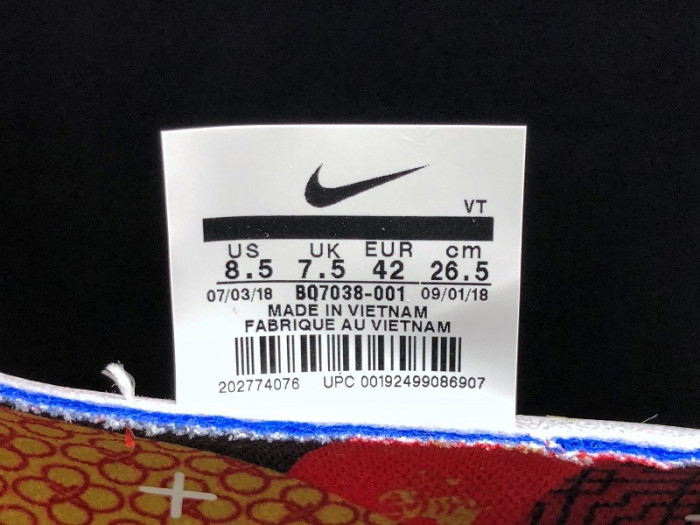 VT
US UK EUR cm
8.5 7.5 42 26.5
07/03/18 BQ7038-001 09/01/18
MADE IN VIETNAM
FABRIQUE AU VIETNAM
202774076 UPC 00192499086907